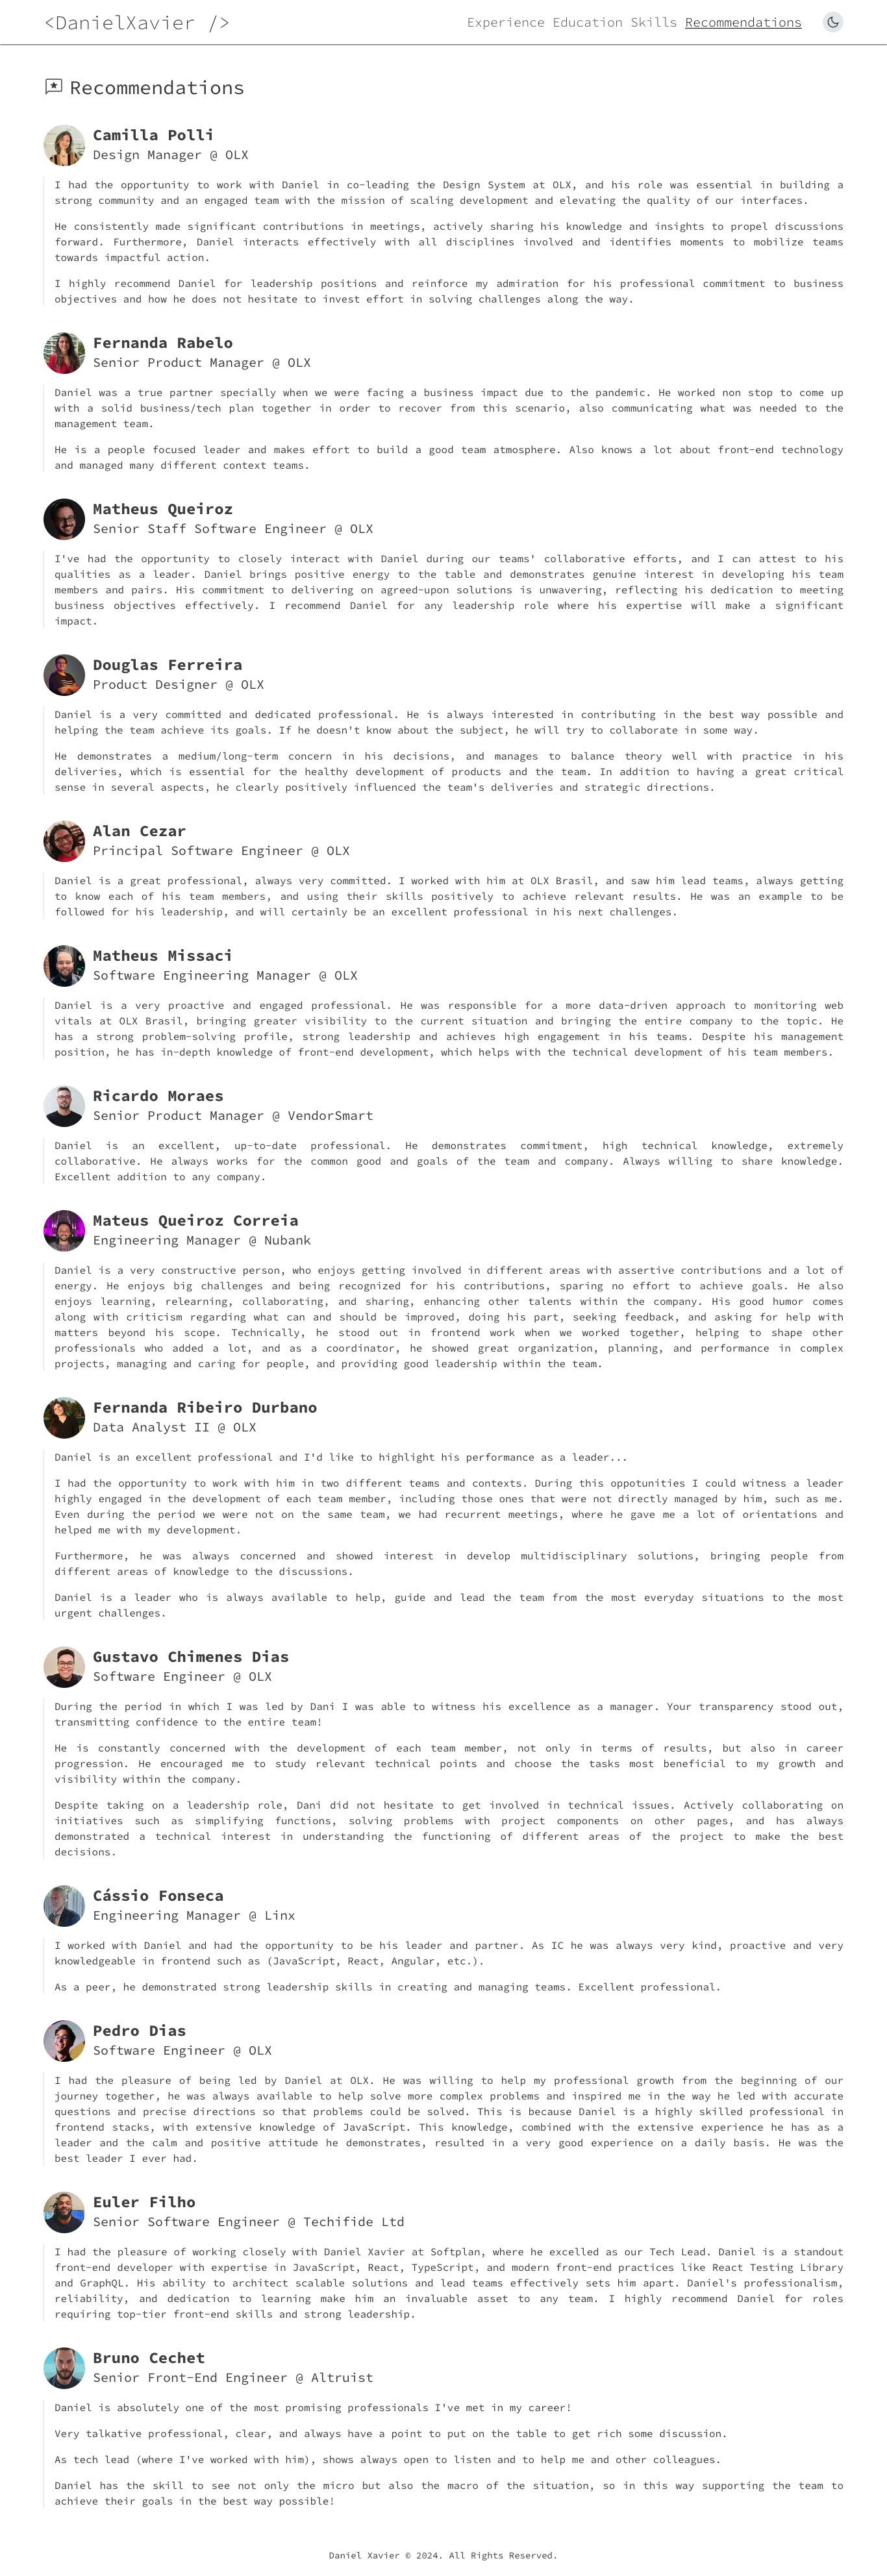 <DanielXavier />
Experience Education Skills Recommendations
Recommendations
Camilla Polli
Design Manager @ OLX
I had the opportunity to work with Daniel in co-leading the Design System at OLX, and his role was essential in building a
strong community and an engaged team with the mission of scaling development and elevating the quality of our interfaces.
He consistently made significant contributions in meetings, actively sharing his knowledge and insights to propel discussions
forward. Furthermore, Daniel interacts effectively with all disciplines involved and identifies moments to mobilize teams
towards impactful action.
I highly recommend Daniel for leadership positions and reinforce my admiration for his professional commitment to business
objectives and how he does not hesitate to invest effort in solving challenges along the way.
Fernanda Rabelo
Senior Product Manager @ OLX
Daniel was a true partner specially when we were facing a business impact due to the pandemic. He worked non stop to come up
with a solid business/tech plan together in order to recover from this scenario, also communicating what was needed to the
management team.
He is a people focused leader and makes effort to build a good team atmosphere. Also knows a lot about front-end technology
and managed many different context teams.
Matheus Queiroz
Senior Staff Software Engineer @ OLX
I've had the opportunity to closely interact with Daniel during our teams' collaborative efforts, and I can attest to his
qualities as a leader. Daniel brings positive energy to the table and demonstrates genuine interest in developing his team
members and pairs. His commitment to delivering on agreed-upon solutions is unwavering, reflecting his dedication to meeting
business objectives effectively. I recommend Daniel for any leadership role where his expertise will make a significant
impact.
Douglas Ferreira
Product Designer @ OLX
Daniel is a very committed and dedicated professional. He is always interested in contributing in the best way possible and
helping the team achieve its goals. If he doesn't know about the subject, he will try to collaborate in some way.
He demonstrates a medium/long-term concern in his decisions, and manages to balance theory well with practice in his
deliveries, which is essential for the healthy development of products and the team. In addition to having a great critical
sense in several aspects, he clearly positively influenced the team's deliveries and strategic directions.
Alan Cezar
Principal Software Engineer @ OLX
Daniel is a great professional, always very committed. I worked with him at OLX Brasil, and saw him lead teams, always getting
to know each of his team members, and using their skills positively to achieve relevant results. He was an example to be
followed for his leadership, and will certainly be an excellent professional in his next challenges.
Matheus Missaci
Software Engineering Manager @ OLX
Daniel is a very proactive and engaged professional. He was responsible for a more data-driven approach to monitoring web
vitals at OLX Brasil, bringing greater visibility to the current situation and bringing the entire company to the topic. He
has a strong problem-solving profile, strong leadership and achieves high engagement in his teams. Despite his management
position, he has in-depth knowledge of front-end development, which helps with the technical development of his team members.
Ricardo Moraes
Senior Product Manager @ VendorSmart
Daniel is an excellent, up-to-date professional. He demonstrates commitment, high technical knowledge, extremely
collaborative. He always works for the common good and goals of the team and company. Always willing to share knowledge.
Excellent addition to any company.
Mateus Queiroz Correia
Engineering Manager @ Nubank
Daniel is a very constructive person, who enjoys getting involved in different areas with assertive contributions and a lot of
energy. He enjoys big challenges and being recognized for his contributions, sparing no effort to achieve goals. He also
enjoys learning, relearning, collaborating, and sharing, enhancing other talents within the company. His good humor comes
along with criticism regarding what can and should be improved, doing his part, seeking feedback, and asking for help with
matters beyond his scope. Technically, he stood out in frontend work when we worked together, helping to shape other
professionals who added a lot, and as a coordinator, he showed great organization, planning, and performance in complex
projects, managing and caring for people, and providing good leadership within the team.
Fernanda Ribeiro Durbano
Data Analyst II @ OLX
Daniel is an excellent professional and I'd like to highlight his performance as a leader...
I had the opportunity to work with him in two different teams and contexts. During this oppotunities I could witness a leader
highly engaged in the development of each team member, including those ones that were not directly managed by him, such as me.
Even during the period we were not on the same team, we had recurrent meetings, where he gave me a lot of orientations and
helped me with my development.
Furthermore, he was always concerned and showed interest in develop multidisciplinary solutions, bringing people from
different areas of knowledge to the discussions.
Daniel is a leader who is always available to help, guide and lead the team from the most everyday situations to the most
urgent challenges.
Gustavo Chimenes Dias
Software Engineer @ OLX
During the period in which I was led by Dani I was able to witness his excellence as a manager. Your transparency stood out,
transmitting confidence to the entire team!
He is constantly concerned with the development of each team member, not only in terms of results, but also in career
progression. He encouraged me to study relevant technical points and choose the tasks most beneficial to my growth and
visibility within the company.
Despite taking on a leadership role, Dani did not hesitate to get involved in technical issues. Actively collaborating on
initiatives such as simplifying functions, solving problems with project components on other pages, and has always
demonstrated a technical interest in understanding the functioning of different areas of the project to make the best
decisions.
Cássio Fonseca
Engineering Manager @ Linx
I worked with Daniel and had the opportunity to be his leader and partner. As IC he was always very kind, proactive and very
knowledgeable in frontend such as (JavaScript, React, Angular, etc.).
As a peer, he demonstrated strong leadership skills in creating and managing teams. Excellent professional.
Pedro Dias
Software Engineer @ OLX
I had the pleasure of being led by Daniel at OLX. He was willing to help my professional growth from the beginning of our
journey together, he was always available to help solve more complex problems and inspired me in the way he led with accurate
questions and precise directions so that problems could be solved. This is because Daniel is a highly skilled professional in
frontend stacks, with extensive knowledge of JavaScript. This knowledge, combined with the extensive experience he has as a
leader and the calm and positive attitude he demonstrates, resulted in a very good experience on a daily basis. He was the
best leader I ever had.
Euler Filho
Senior Software Engineer @ Techifide Ltd
I had the pleasure of working closely with Daniel Xavier at Softplan, where he excelled as our Tech Lead. Daniel is a standout
front-end developer with expertise in JavaScript, React, TypeScript, and modern front-end practices like React Testing Library
and GraphQL. His ability to architect scalable solutions and lead teams effectively sets him apart. Daniel's professionalism,
reliability, and dedication to learning make him an invaluable asset to any team. I highly recommend Daniel for roles
requiring top-tier front-end skills and strong leadership.
Bruno Cechet
Senior Front-End Engineer @ Altruist
Daniel is absolutely one of the most promising professionals I've met in my career!
Very talkative professional, clear, and always have a point to put on the table to get rich some discussion.
As tech lead (where I've worked with him), shows always open to listen and to help me and other colleagues.
Daniel has the skill to see not only the micro but also the macro of the situation, so in this way supporting the team to
achieve their goals in the best way possible!
Daniel Xavier © 2024. All Rights Reserved.